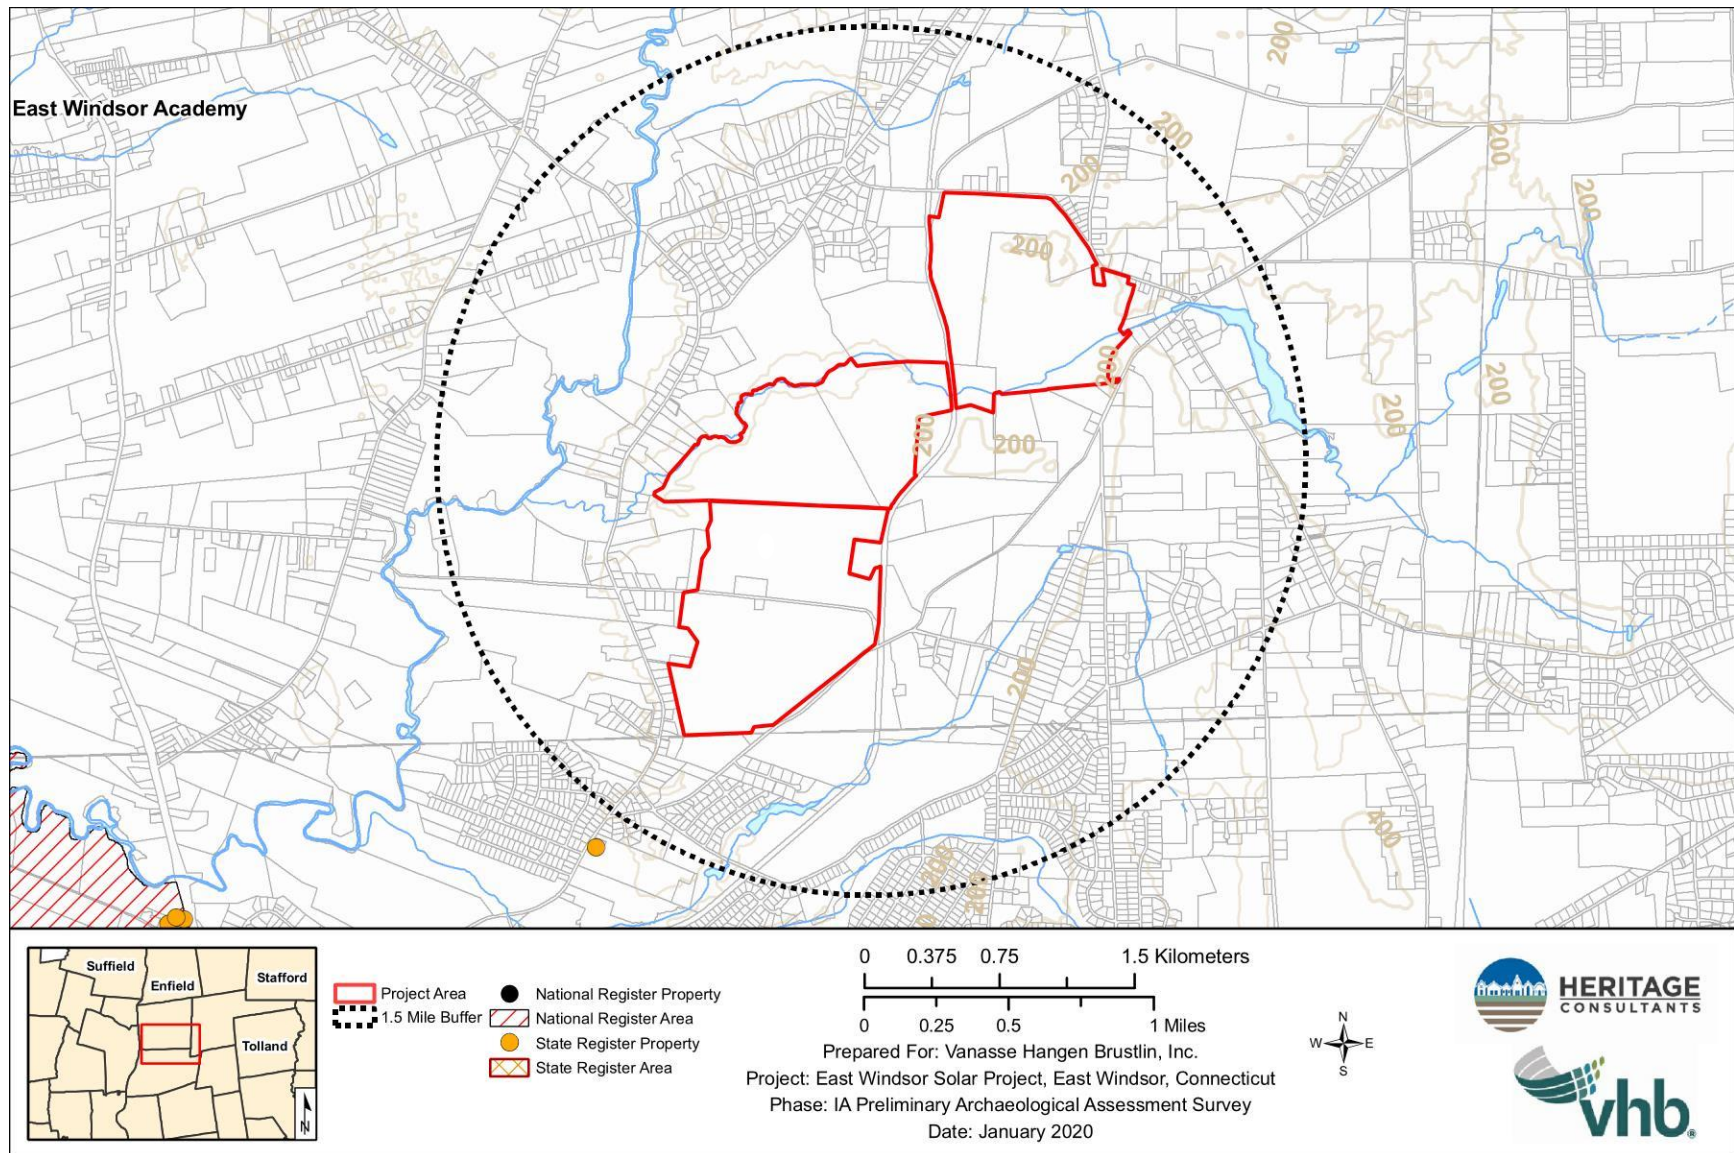 East Windsor Academy
200
200
200
200
200
200
200
200
200
200
200
200
200
200
400
200
200
Suffield
Enfield
Stafford
Tolland
N
Project Area
1.5 Mile Buffer
National Register Property
National Register Area
State Register Property
State Register Area
0 0.375 0.75 1.5 Kilometers
0 0.25 0.5 1 Miles
Prepared For: Vanasse Hangen Brustlin, Inc.
Project: East Windsor Solar Project, East Windsor, Connecticut
Phase: IA Preliminary Archaeological Assessment Survey
Date: January 2020
N
W E
S
HERITAGE
CONSULTANTS
vhb®